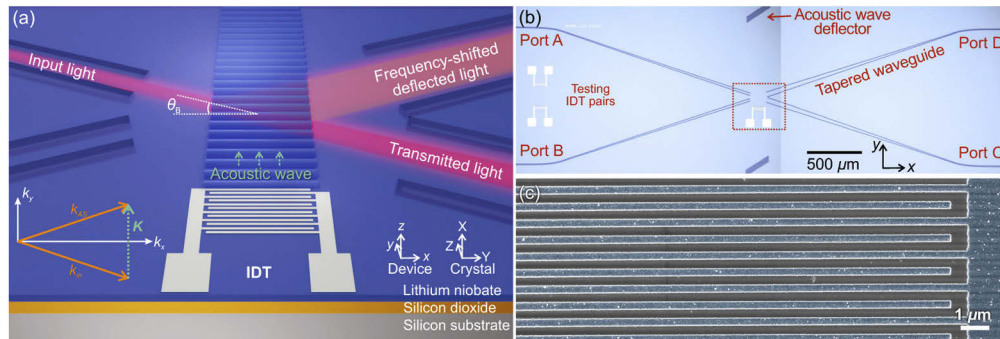 (a)
Input light
θB
Frequency-shifted
deflected light
Transmitted light
Acoustic wave
ky
kAS
K
kx
kin
IDT
z
y
x
Device
X
Z
Y
Crystal
Lithium niobate
Silicon dioxide
Silicon substrate
(b)
Acoustic wave
deflector
Port A
Port D
Testing
IDT pairs
Tapered waveguide
Port B
500 µm
y
x
Port C
(c)
1 µm